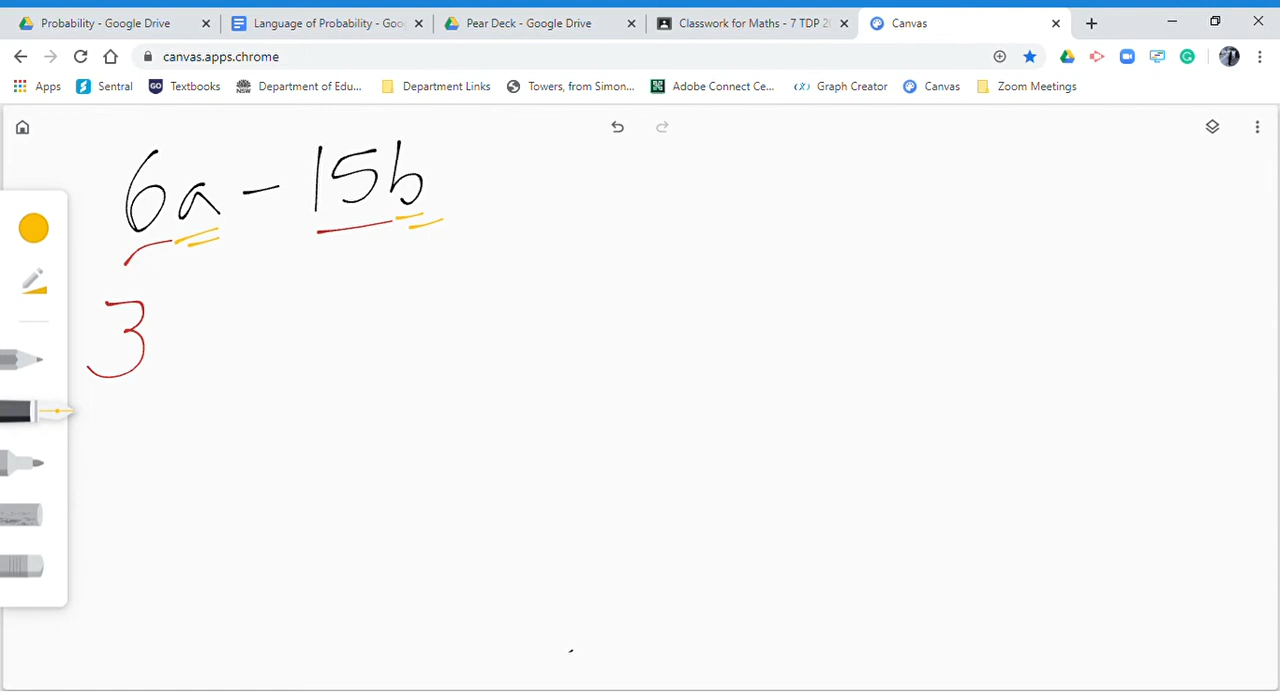 Probability - Google Drive
Language of Probability - Goo
Pear Deck - Google Drive
Classwork for Maths - 7 TDP 20
Canvas
canvas.apps.chrome
Apps
Sentral
GO
Textbooks
Department of Edu...
Department Links
Towers, from Simon...
Adobe Connect Ce...
(x)
Graph Creator
Canvas
Zoom Meetings
6a - 15b
3